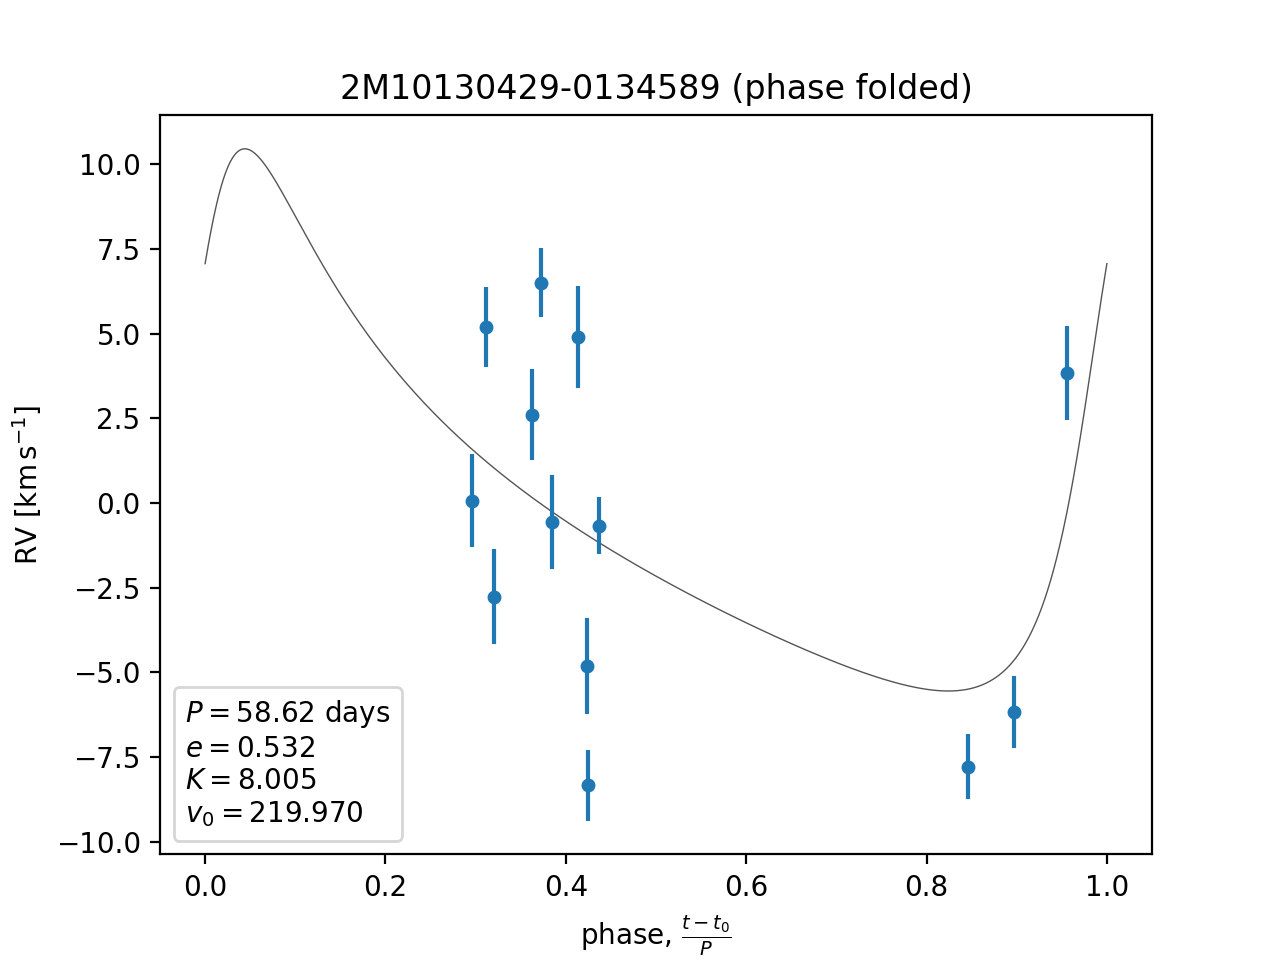 2M10130429-0134589 (phase folded)
10.0
7.5
5.0
2.5
0.0
−2.5
−5.0
−7.5
−10.0
RV [km s⁻¹]
P = 58.62 days
e = 0.532
K = 8.005
v₀ = 219.970
0.0 0.2 0.4 0.6 0.8 1.0
phase, (t − t₀)/P